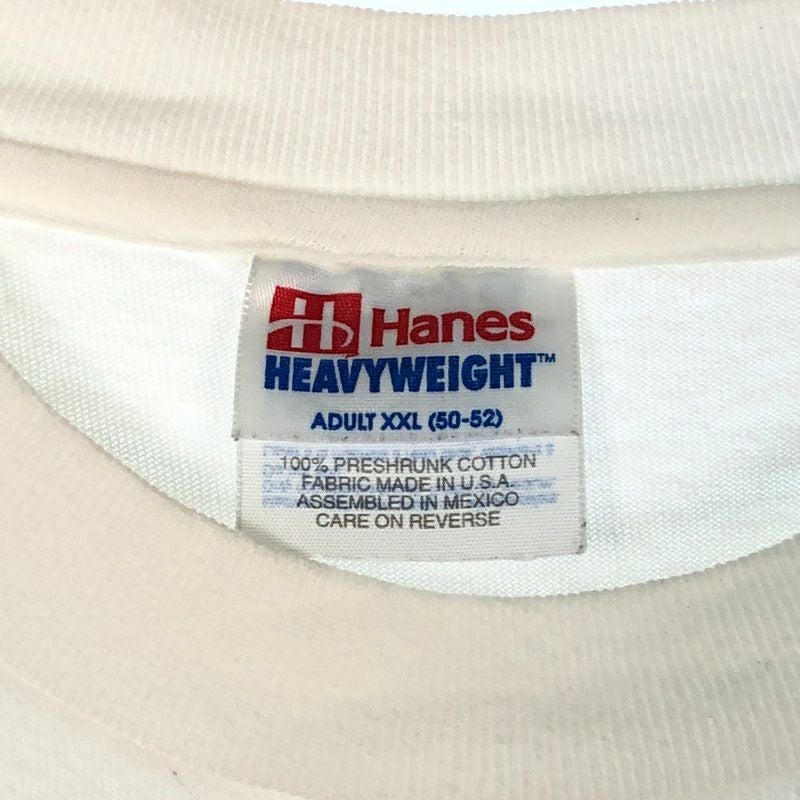 Hanes
HEAVYWEIGHT™
ADULT XXL (50-52)
100% PRESHRUNK COTTON
FABRIC MADE IN U.S.A.
ASSEMBLED IN MEXICO
CARE ON REVERSE